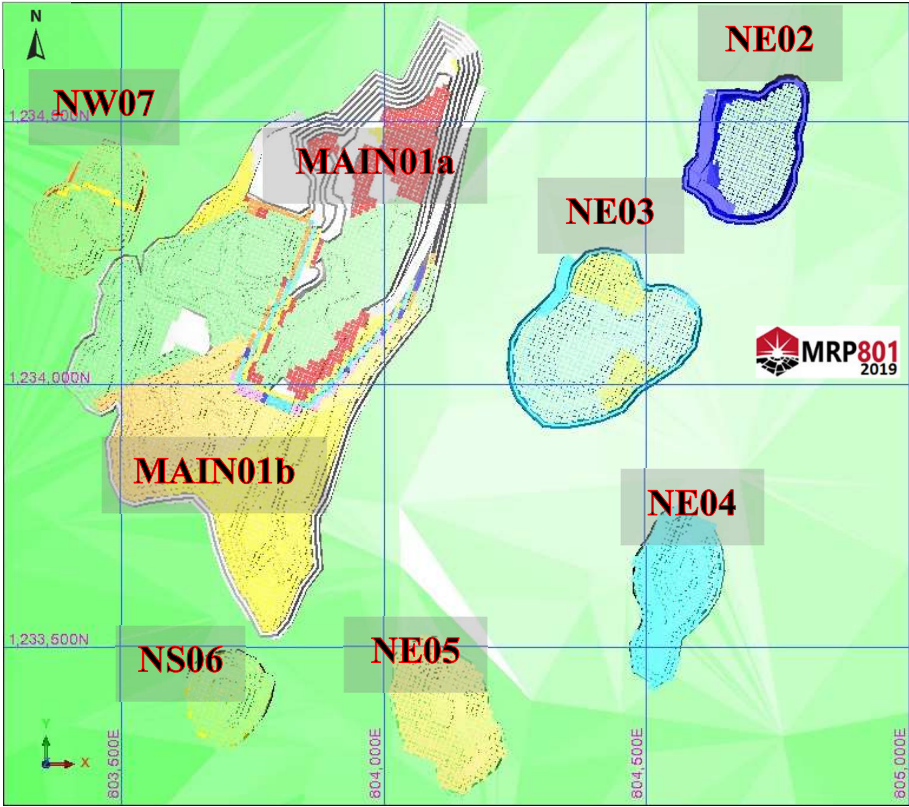 N
NE02
NW07
1,234,500N
MAIN01a
NE03
MRP801
2019
1,234,000N
MAIN01b
NE04
1,233,500N
NS06
NE05
Y
X
803,500E
804,000E
804,500E
805,000E